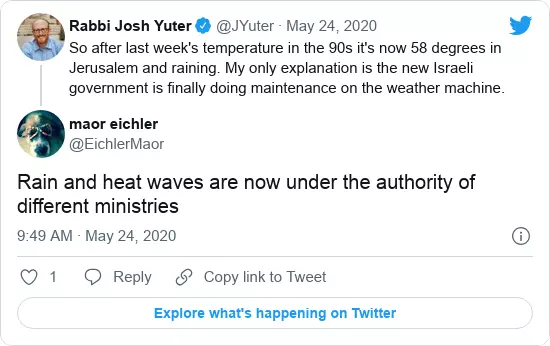 Rabbi Josh Yuter @JYuter · May 24, 2020
So after last week's temperature in the 90s it's now 58 degrees in
Jerusalem and raining. My only explanation is the new Israeli
government is finally doing maintenance on the weather machine.
maor eichler
@EichlerMaor
Rain and heat waves are now under the authority of
different ministries
9:49 AM · May 24, 2020
1 Reply Copy link to Tweet
Explore what's happening on Twitter